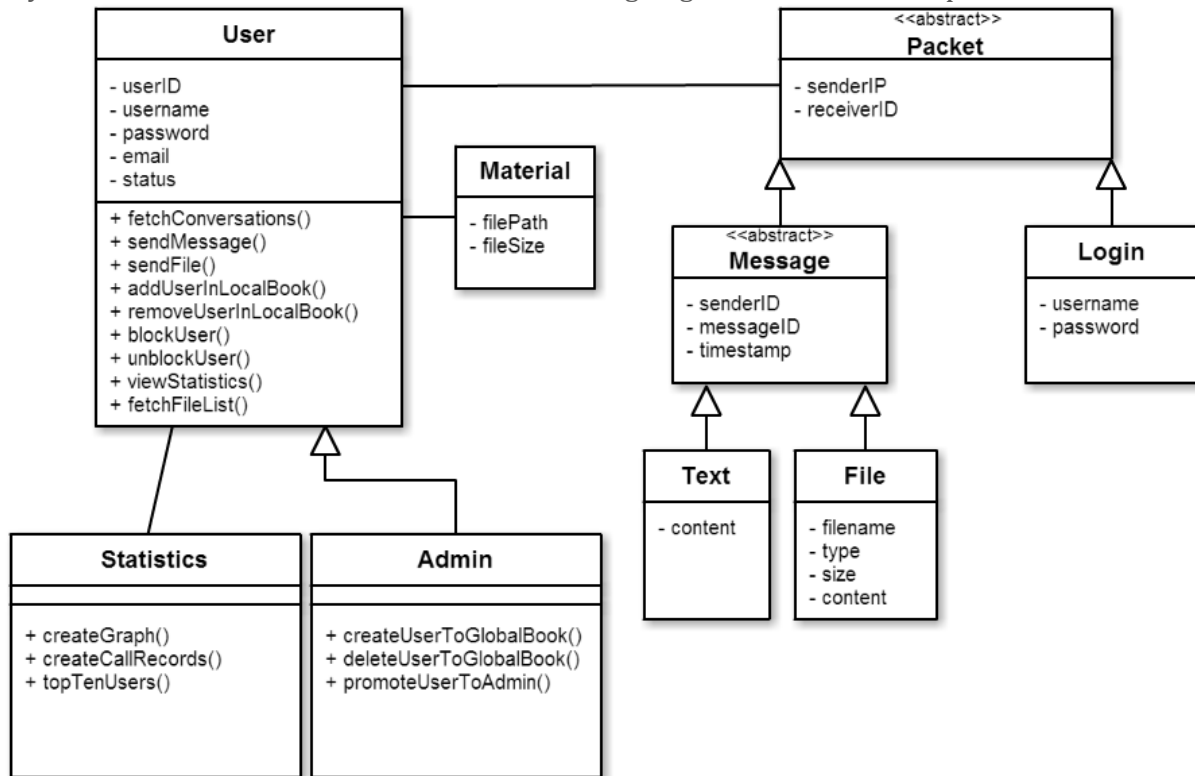 User
- userID
- username
- password
- email
- status
+ fetchConversations()
+ sendMessage()
+ sendFile()
+ addUserInLocalBook()
+ removeUserInLocalBook()
+ blockUser()
+ unblockUser()
+ viewStatistics()
+ fetchFileList()
<<abstract>>
Packet
- senderIP
- receiverID
Material
- filePath
- fileSize
<<abstract>>
Message
- senderID
- messageID
- timestamp
Login
- username
- password
Text
- content
File
- filename
- type
- size
- content
Statistics
+ createGraph()
+ createCallRecords()
+ topTenUsers()
Admin
+ createUserToGlobalBook()
+ deleteUserToGlobalBook()
+ promoteUserToAdmin()